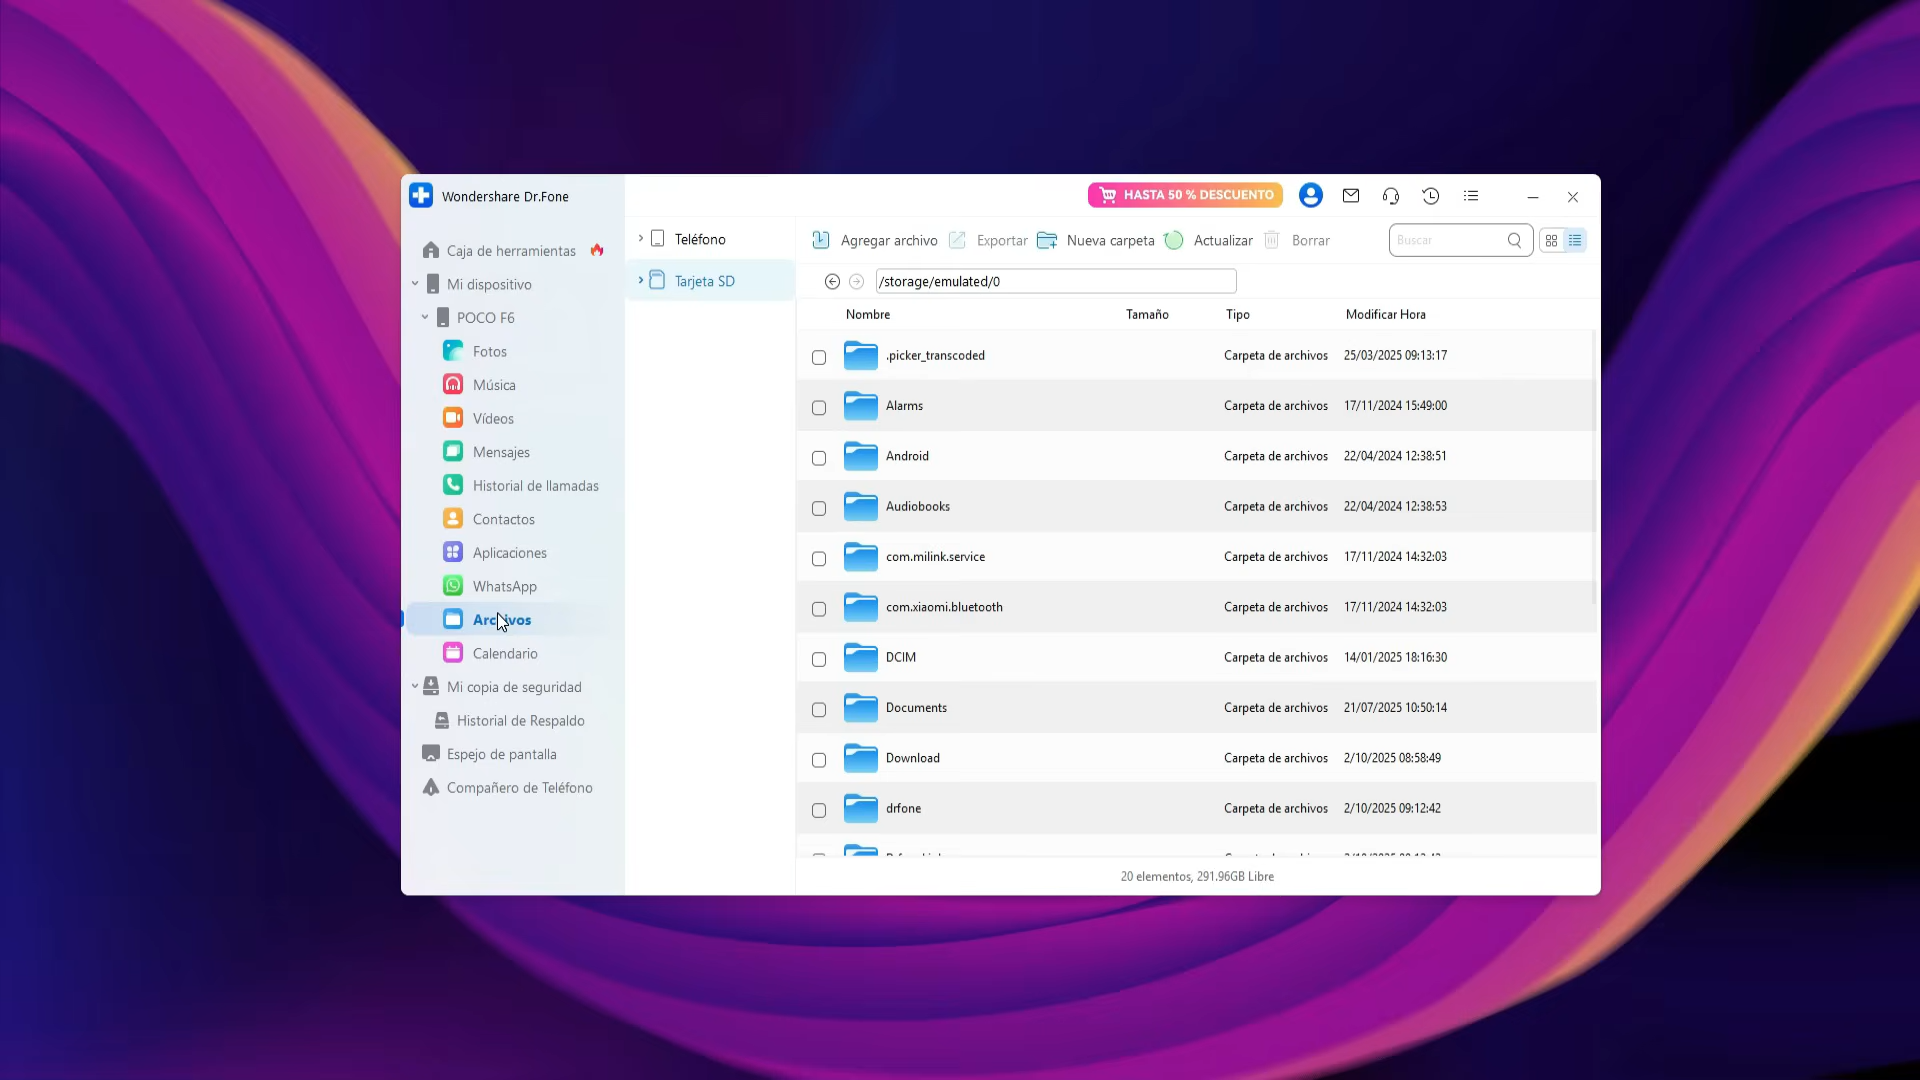 Wondershare Dr.Fone
HASTA 50 % DESCUENTO
Caja de herramientas
Mi dispositivo
POCO F6
Fotos
Música
Vídeos
Mensajes
Historial de llamadas
Contactos
Aplicaciones
WhatsApp
Archivos
Calendario
Mi copia de seguridad
Historial de Respaldo
Espejo de pantalla
Compañero de Teléfono
Teléfono
Tarjeta SD
Agregar archivo Exportar Nueva carpeta Actualizar Borrar Buscar
/storage/emulated/0
Nombre Tamaño Tipo Modificar Hora
.picker_transcoded Carpeta de archivos 25/03/2025 09:13:17
Alarms Carpeta de archivos 17/11/2024 15:49:00
Android Carpeta de archivos 22/04/2024 12:38:51
Audiobooks Carpeta de archivos 22/04/2024 12:38:53
com.milink.service Carpeta de archivos 17/11/2024 14:32:03
com.xiaomi.bluetooth Carpeta de archivos 17/11/2024 14:32:03
DCIM Carpeta de archivos 14/01/2025 18:16:30
Documents Carpeta de archivos 21/07/2025 10:50:14
Download Carpeta de archivos 2/10/2025 08:58:49
drfone Carpeta de archivos 2/10/2025 09:12:42
20 elementos, 291.96GB Libre